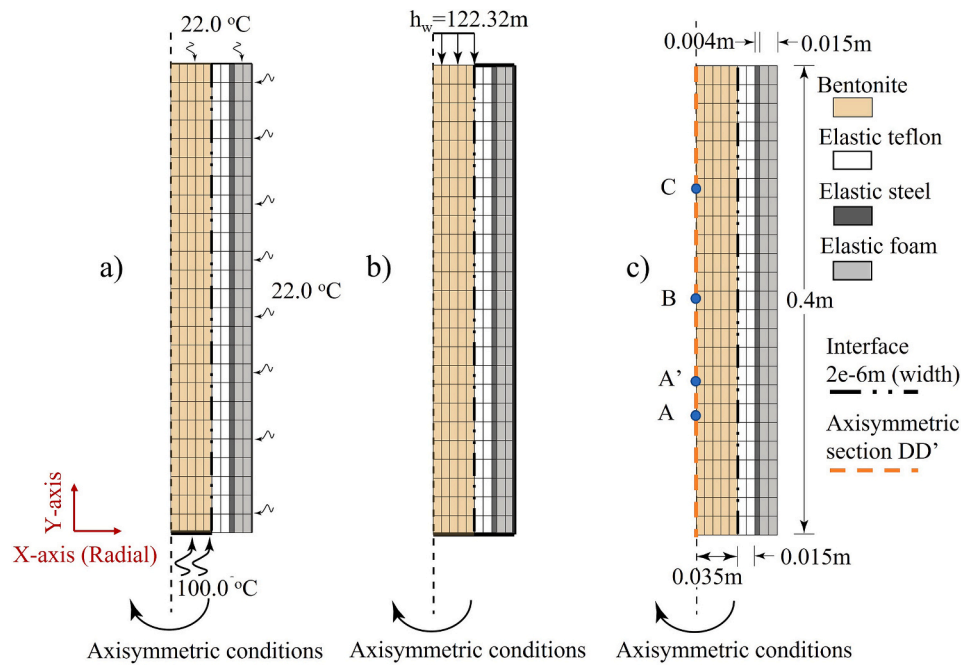 22.0 °C
a)
22.0 °C
Y-axis
X-axis (Radial)
100.0 °C
Axisymmetric conditions
h_w=122.32m
b)
Axisymmetric conditions
0.004m
0.015m
c)
C
B
A’
A
0.4m
0.035m
0.015m
Axisymmetric conditions
Bentonite
Elastic teflon
Elastic steel
Elastic foam
Interface
2e-6m (width)
Axisymmetric
section DD’